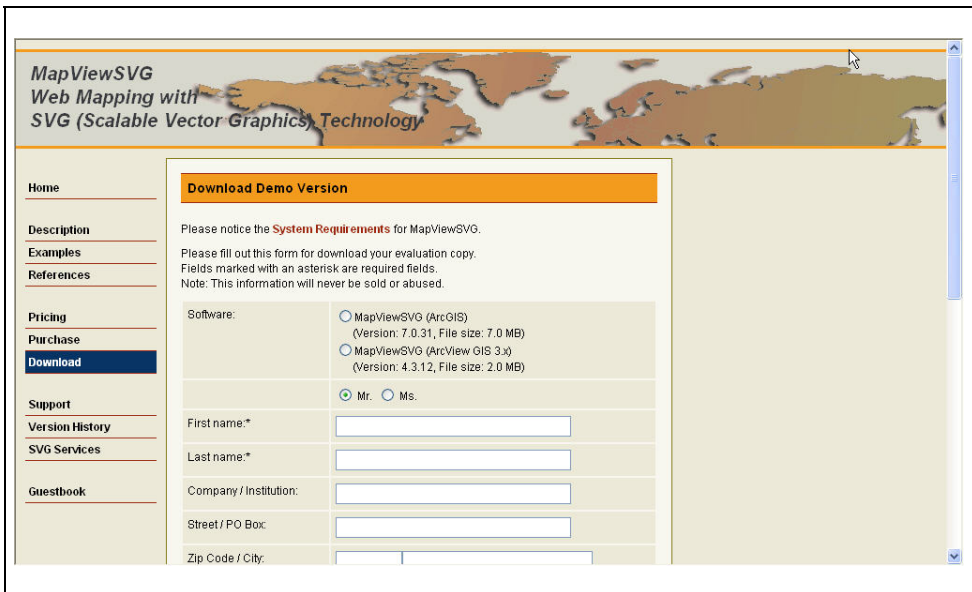 MapViewSVG
Web Mapping with
SVG (Scalable Vector Graphics) Technology
Home
Description
Examples
References
Pricing
Purchase
Download
Support
Version History
SVG Services
Guestbook
Download Demo Version
Please notice the System Requirements for MapViewSVG.
Please fill out this form for download your evaluation copy.
Fields marked with an asterisk are required fields.
Note: This information will never be sold or abused.
Software:
MapViewSVG (ArcGIS)
(Version: 7.0.31, File size: 7.0 MB)
MapViewSVG (ArcView GIS 3.x)
(Version: 4.3.12, File size: 2.0 MB)
Mr. Ms.
First name:*
Last name:*
Company / Institution:
Street / PO Box:
Zip Code / City: